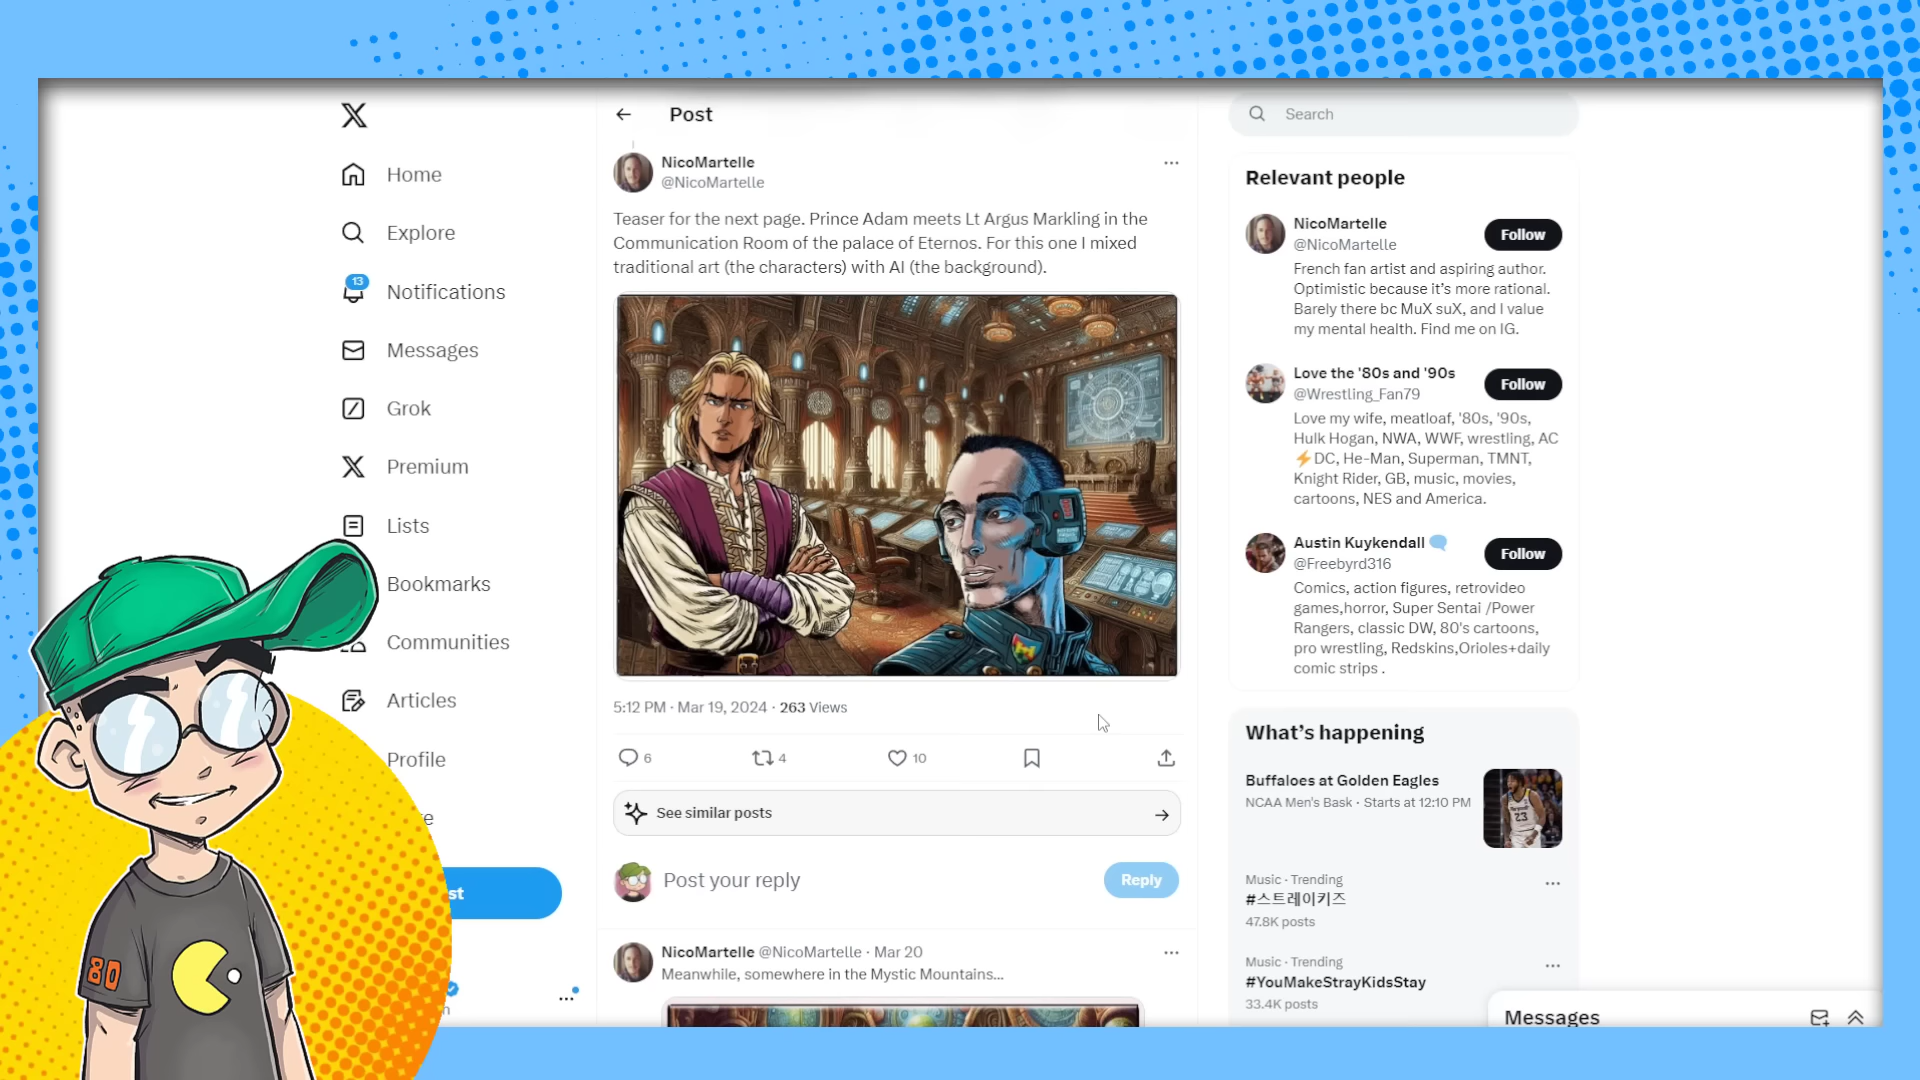 Home
Explore
13
Notifications
Messages
Grok
Premium
Lists
Bookmarks
Communities
Articles
Profile
80
Post
NicoMartelle
@NicoMartelle
Teaser for the next page. Prince Adam meets Lt Argus Markling in the
Communication Room of the palace of Eternos. For this one I mixed
traditional art (the characters) with AI (the background).
5:12 PM · Mar 19, 2024 · 263 Views
6
4
10
See similar posts
Post your reply
Reply
NicoMartelle @NicoMartelle · Mar 20
Meanwhile, somewhere in the Mystic Mountains...
Search
Relevant people
NicoMartelle
@NicoMartelle
Follow
French fan artist and aspiring author.
Optimistic because it's more rational.
Barely there bc MuX suX, and I value
my mental health. Find me on IG.
Love the '80s and '90s
@Wrestling_Fan79
Follow
Love my wife, meatloaf, '80s, '90s,
Hulk Hogan, NWA, WWF, wrestling, AC
⚡DC, He-Man, Superman, TMNT,
Knight Rider, GB, music, movies,
cartoons, NES and America.
Austin Kuykendall
@Freebyrd316
Follow
Comics, action figures, retrovideo
games,horror, Super Sentai /Power
Rangers, classic DW, 80's cartoons,
pro wrestling, Redskins,Orioles+daily
comic strips .
What's happening
Buffaloes at Golden Eagles
NCAA Men's Bask · Starts at 12:10 PM
23
Music · Trending
#스트레이키즈
47.8K posts
Music · Trending
#YouMakeStrayKidsStay
33.4K posts
Messages